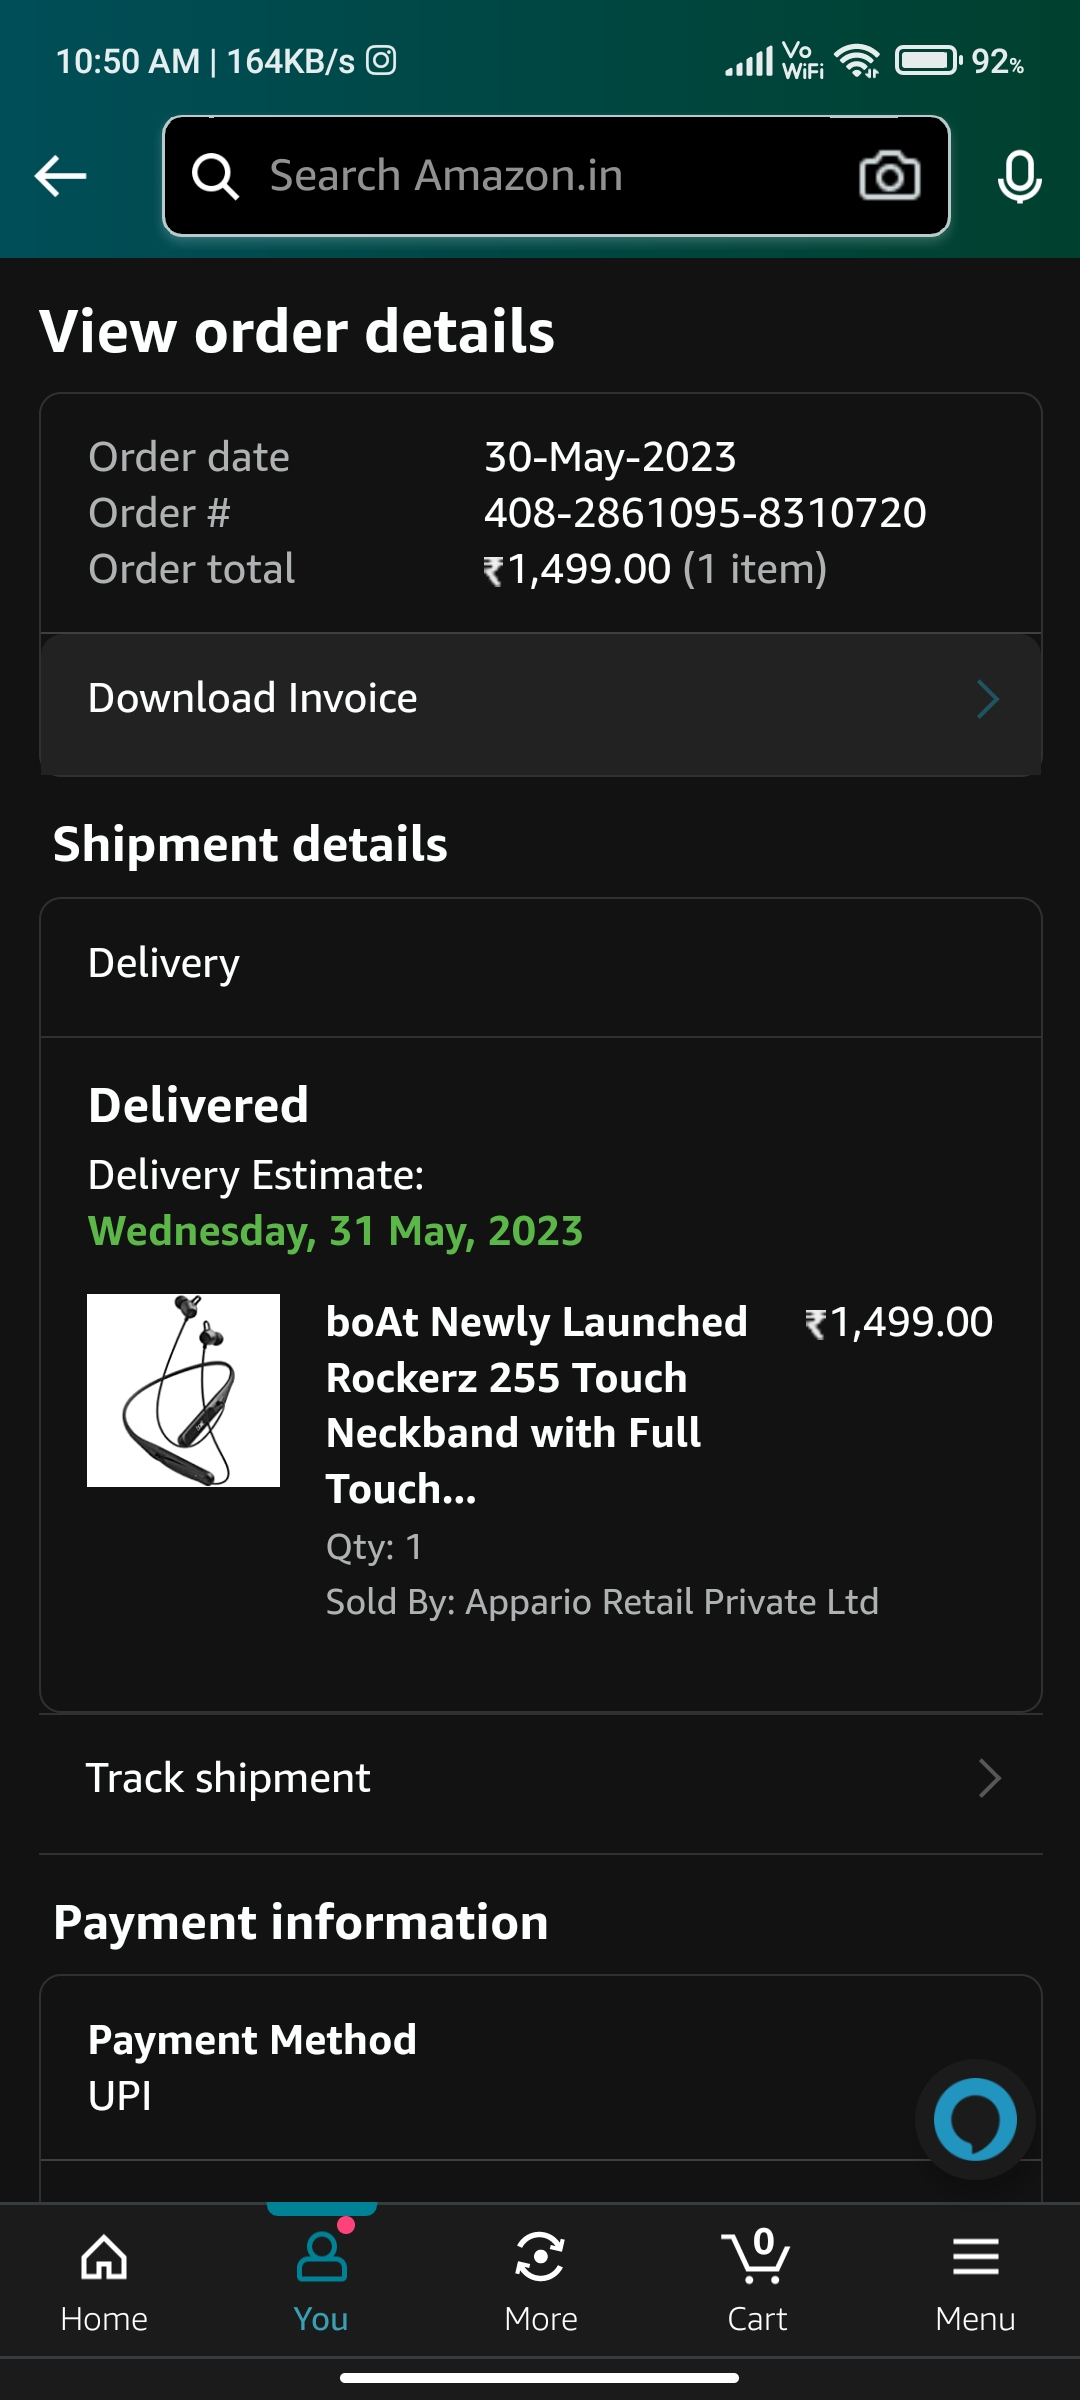 10:50 AM | 164KB/s
Vo WiFi 92%
Search Amazon.in
View order details
Order date 30-May-2023
Order # 408-2861095-8310720
Order total ₹1,499.00 (1 item)
Download Invoice
Shipment details
Delivery
Delivered
Delivery Estimate:
Wednesday, 31 May, 2023
boAt Newly Launched ₹1,499.00
Rockerz 255 Touch
Neckband with Full
Touch...
Qty: 1
Sold By: Appario Retail Private Ltd
Track shipment
Payment information
Payment Method
UPI
0
Home You More Cart Menu